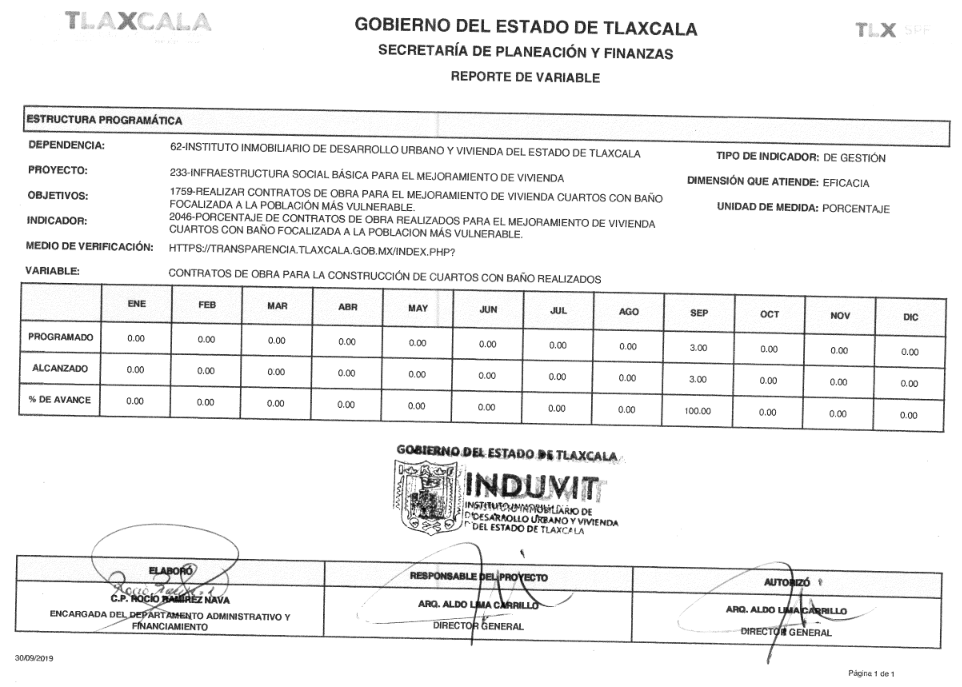 TLAXCALA
GOBIERNO DEL ESTADO DE TLAXCALA
TLX SPF
SECRETARÍA DE PLANEACIÓN Y FINANZAS
REPORTE DE VARIABLE
ESTRUCTURA PROGRAMÁTICA
DEPENDENCIA: 62-INSTITUTO INMOBILIARIO DE DESARROLLO URBANO Y VIVIENDA DEL ESTADO DE TLAXCALA
TIPO DE INDICADOR: DE GESTIÓN
PROYECTO: 233-INFRAESTRUCTURA SOCIAL BÁSICA PARA EL MEJORAMIENTO DE VIVIENDA
DIMENSIÓN QUE ATIENDE: EFICACIA
OBJETIVOS: 1759-REALIZAR CONTRATOS DE OBRA PARA EL MEJORAMIENTO DE VIVIENDA CUARTOS CON BAÑO
FOCALIZADA A LA POBLACIÓN MÁS VULNERABLE.
UNIDAD DE MEDIDA: PORCENTAJE
INDICADOR: 2046-PORCENTAJE DE CONTRATOS DE OBRA REALIZADOS PARA EL MEJORAMIENTO DE VIVIENDA
CUARTOS CON BAÑO FOCALIZADA A LA POBLACION MÁS VULNERABLE.
MEDIO DE VERIFICACIÓN: HTTPS://TRANSPARENCIA.TLAXCALA.GOB.MX/INDEX.PHP?
VARIABLE: CONTRATOS DE OBRA PARA LA CONSTRUCCIÓN DE CUARTOS CON BAÑO REALIZADOS
ENE FEB MAR ABR MAY JUN JUL AGO SEP OCT NOV DIC
PROGRAMADO 0.00 0.00 0.00 0.00 0.00 0.00 0.00 0.00 3.00 0.00 0.00 0.00
ALCANZADO 0.00 0.00 0.00 0.00 0.00 0.00 0.00 0.00 3.00 0.00 0.00 0.00
% DE AVANCE 0.00 0.00 0.00 0.00 0.00 0.00 0.00 0.00 100.00 0.00 0.00 0.00
GOBIERNO DEL ESTADO DE TLAXCALA
INDUVIT
INSTITUTO INMOBILIARIO DE
DESARROLLO URBANO Y VIVIENDA
DEL ESTADO DE TLAXCALA
ELABORÓ
C.P. ROCÍO RAMÍREZ NAVA
ENCARGADA DEL DEPARTAMENTO ADMINISTRATIVO Y
FINANCIAMIENTO
RESPONSABLE DEL PROYECTO
ARQ. ALDO LIMA CARRILLO
DIRECTOR GENERAL
AUTORIZÓ
ARQ. ALDO LIMA CARRILLO
DIRECTOR GENERAL
30/09/2019
Página 1 de 1